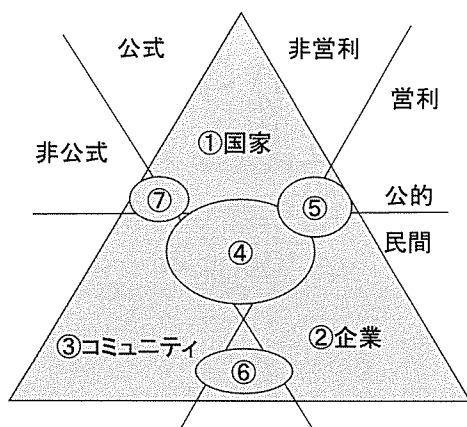 公式
非営利
営利
①国家
非公式
⑦
⑤
公的
民間
④
③コミュニティ
②企業
⑥